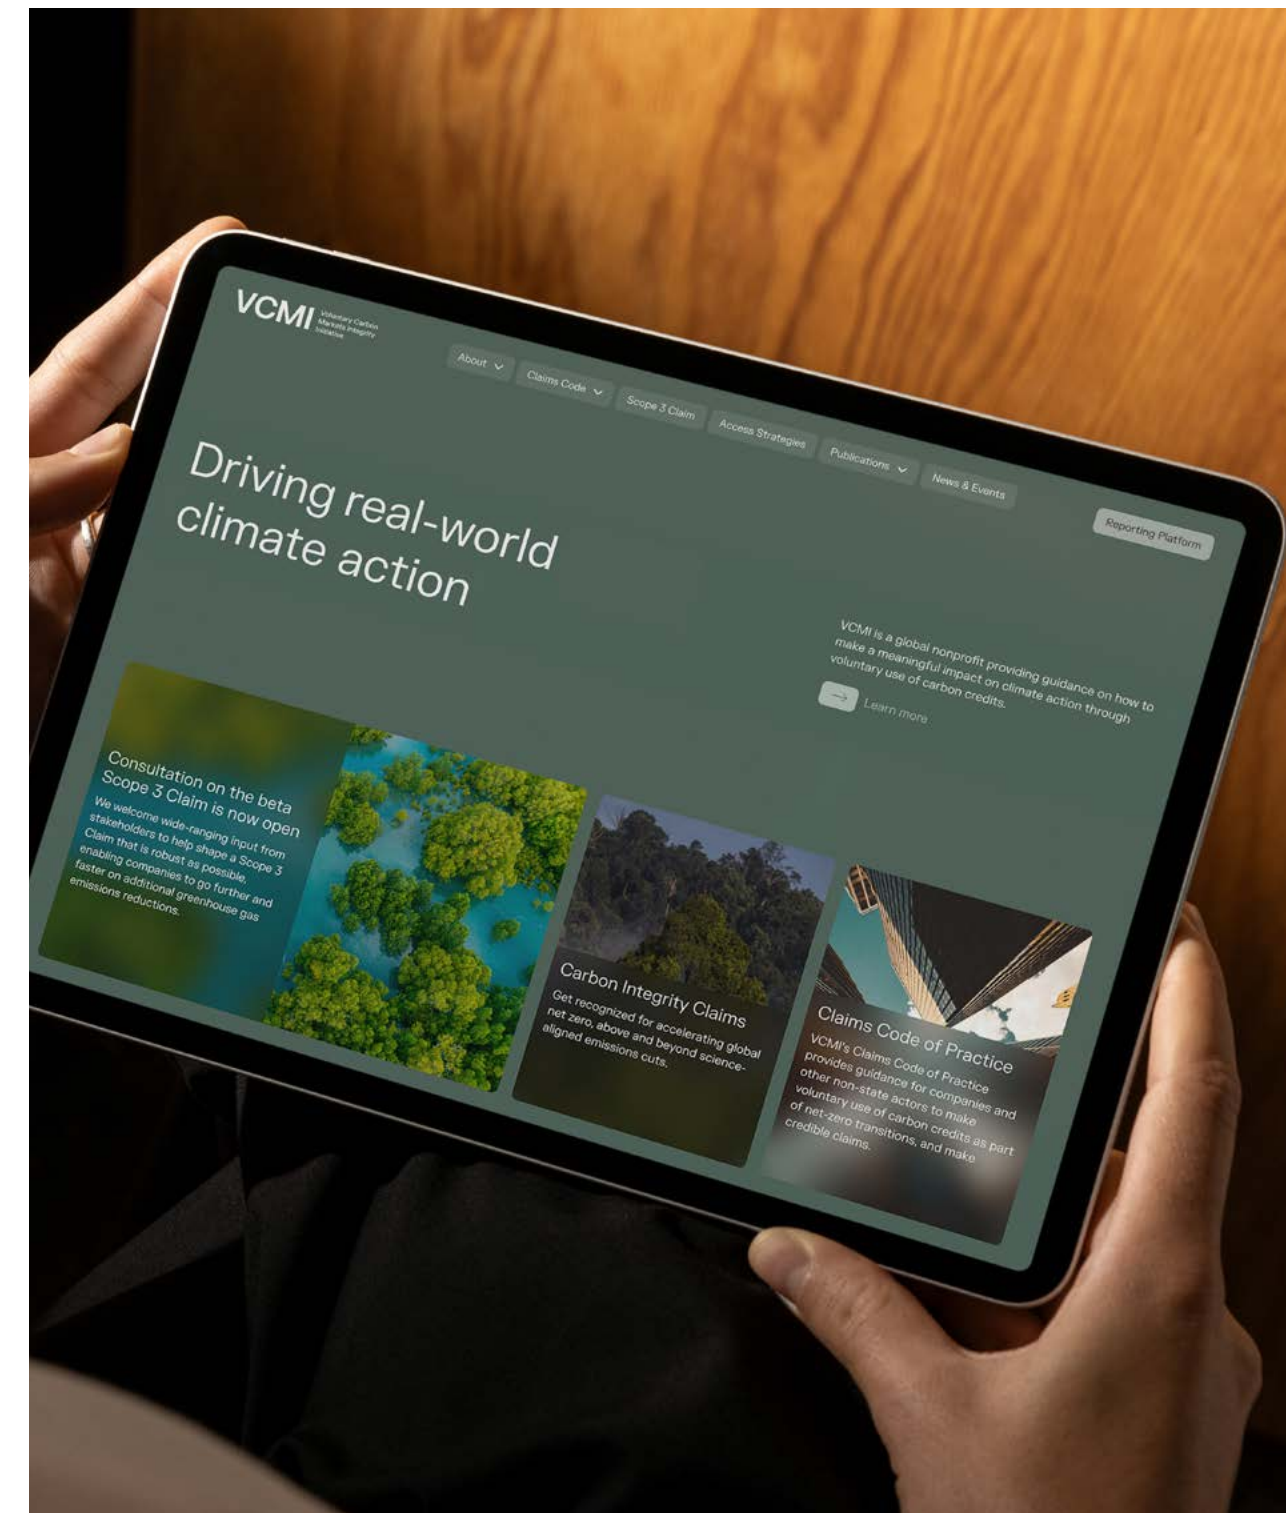 VCMI
Voluntary Carbon
Markets Integrity
Initiative
About
Claims Code
Scope 3 Claim
Access Strategies
Publications
News & Events
Reporting Platform
Driving real-world
climate action
VCMI is a global nonprofit providing guidance on how to
make a meaningful impact on climate action through
voluntary use of carbon credits.
Learn more
Consultation on the beta
Scope 3 Claim is now open
We welcome wide-ranging input from
stakeholders to help shape a Scope 3
Claim that is robust as possible,
enabling companies to go further and
faster on additional greenhouse gas
emissions reductions.
Carbon Integrity Claims
Get recognized for accelerating global
net zero, above and beyond science-
aligned emissions cuts.
Claims Code of Practice
VCMI's Claims Code of Practice
provides guidance for companies and
other non-state actors to make
voluntary use of carbon credits as part
of net-zero transitions, and make
credible claims.